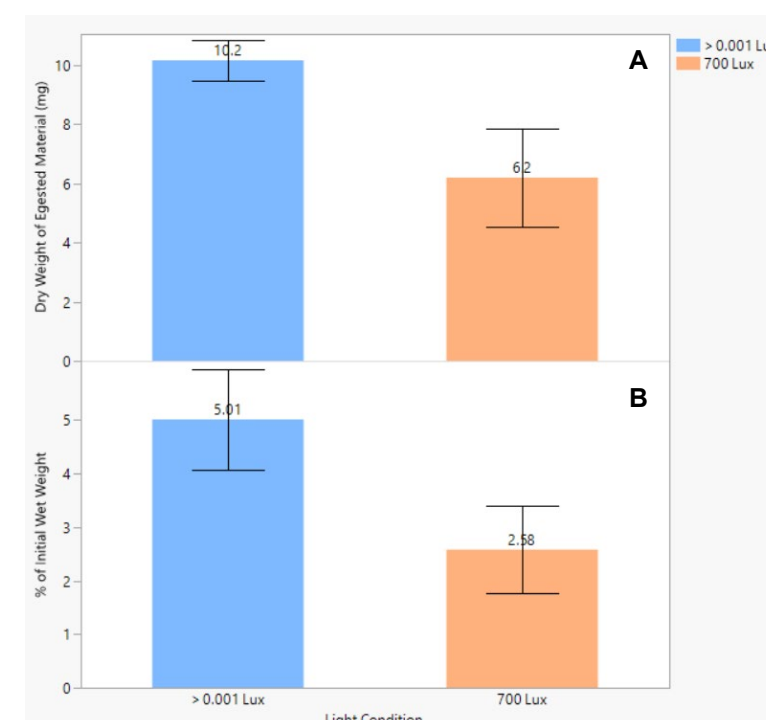 A
> 0.001 Lu
700 Lux
Dry Weight of Egested Material (mg)
10
8
6
4
2
0
10.2
6.2
B
% of Initial Wet Weight
5
4
3
2
1
0
5.01
2.58
> 0.001 Lux
700 Lux
Light Condition